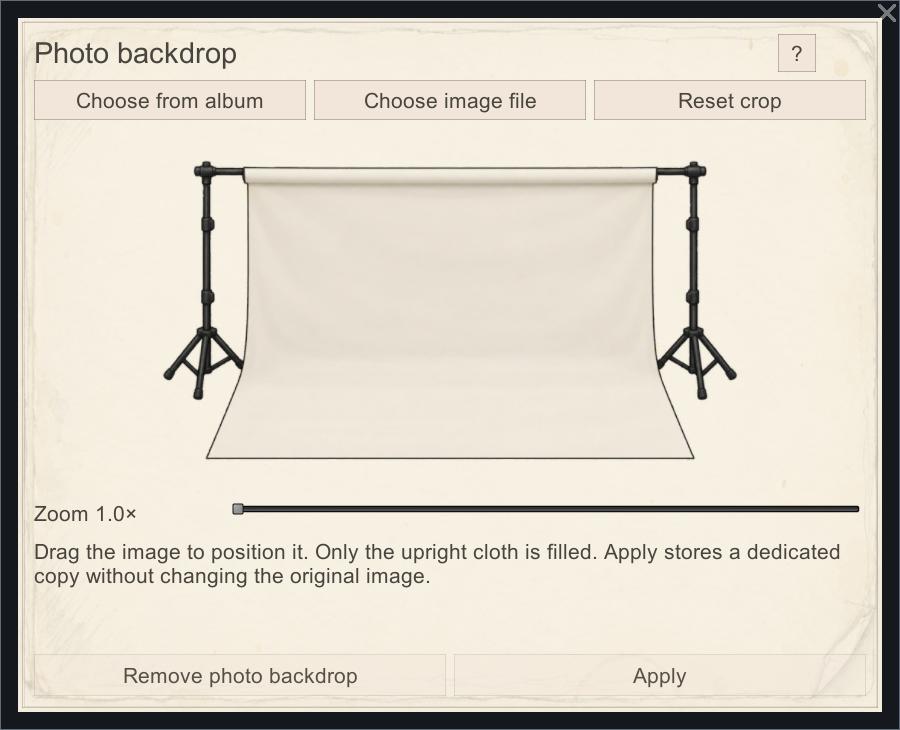 Photo backdrop
?
Choose from album
Choose image file
Reset crop
Zoom 1.0×
Drag the image to position it. Only the upright cloth is filled. Apply stores a dedicated
copy without changing the original image.
Remove photo backdrop
Apply